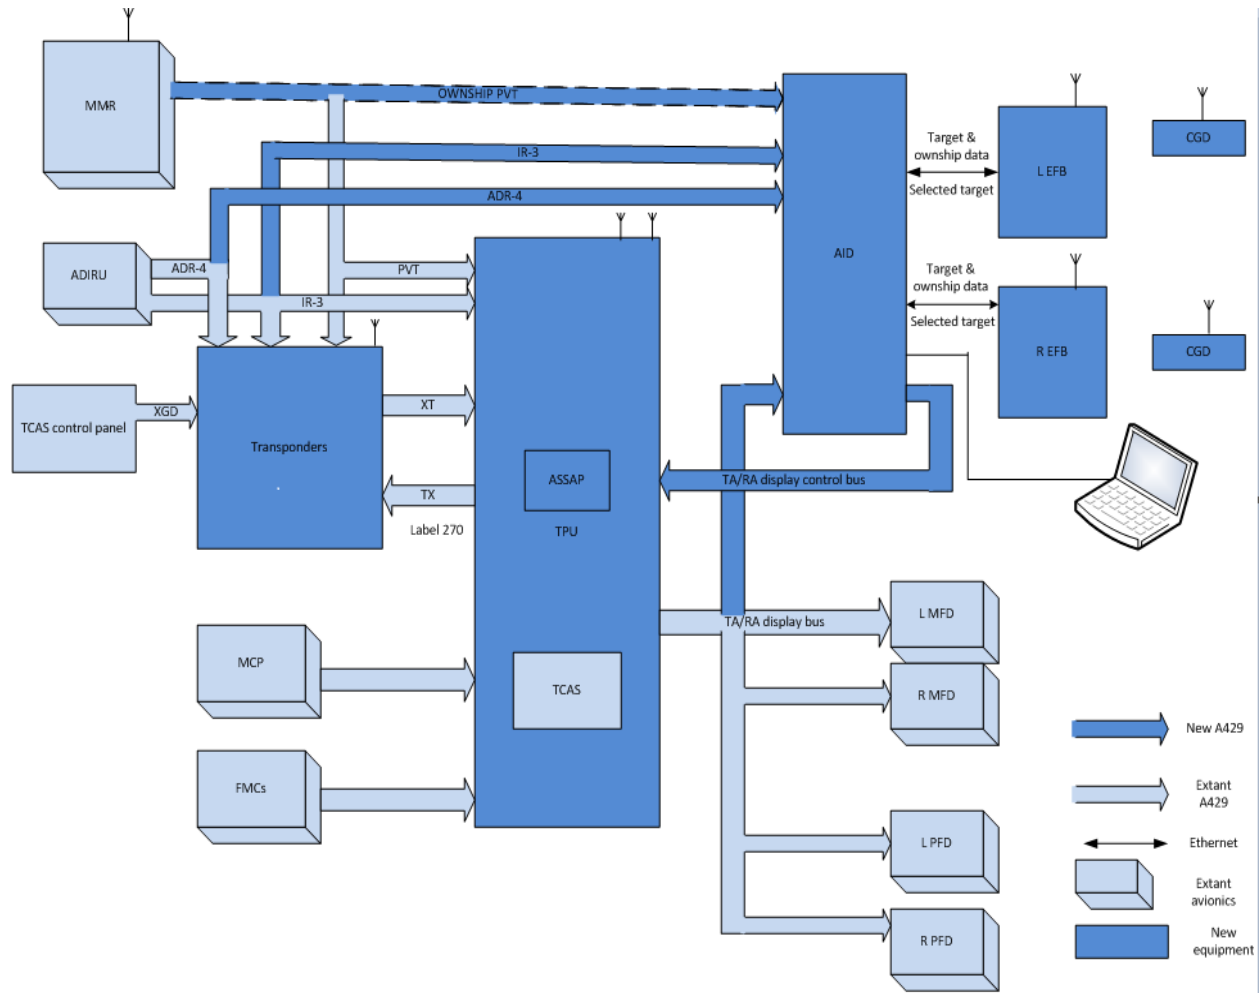 MMR
OWNSHIP PVT
IR-3
ADR-4
ADIRU
ADR-4
IR-3
PVT
TCAS control panel
XGD
Transponders
XT
TX
Label 270
ASSAP
TPU
TCAS
MCP
FMCs
AID
Target &
ownship data
Selected target
L EFB
CGD
Target &
ownship data
Selected target
R EFB
CGD
TA/RA display control bus
TA/RA display bus
L MFD
R MFD
L PFD
R PFD
New A429
Extant
A429
Ethernet
Extant
avionics
New
equipment